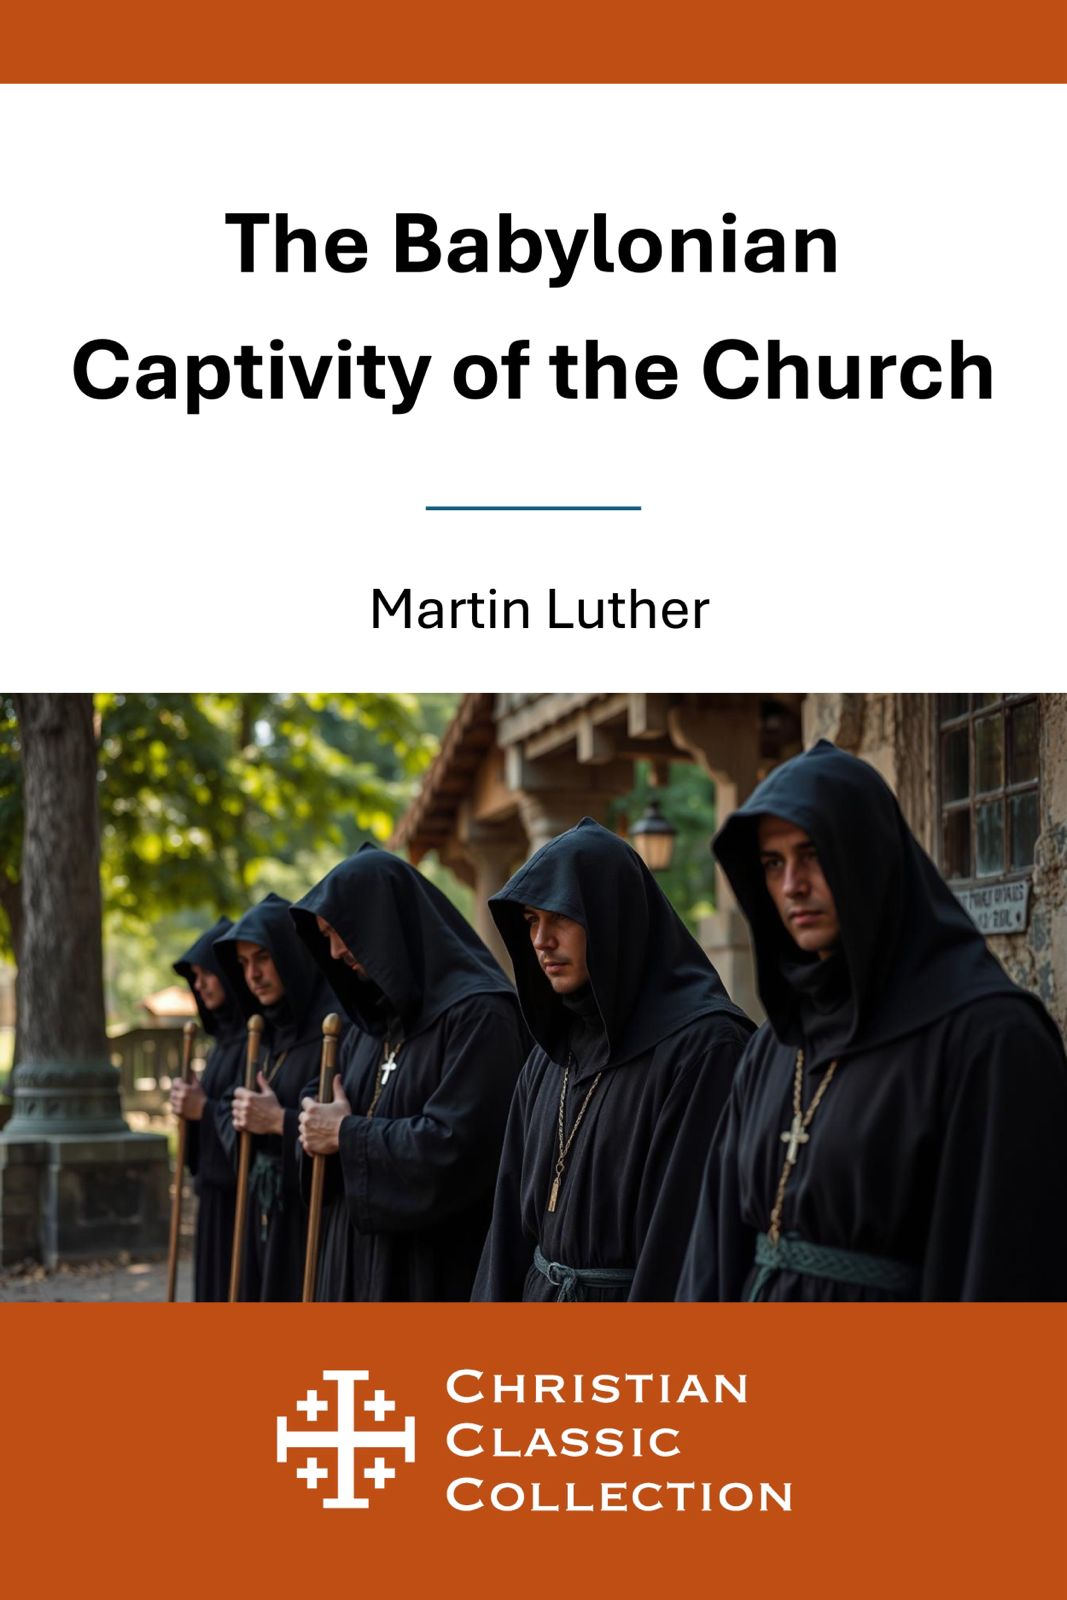 The Babylonian
Captivity of the Church
Martin Luther
CHRISTIAN
CLASSIC
COLLECTION